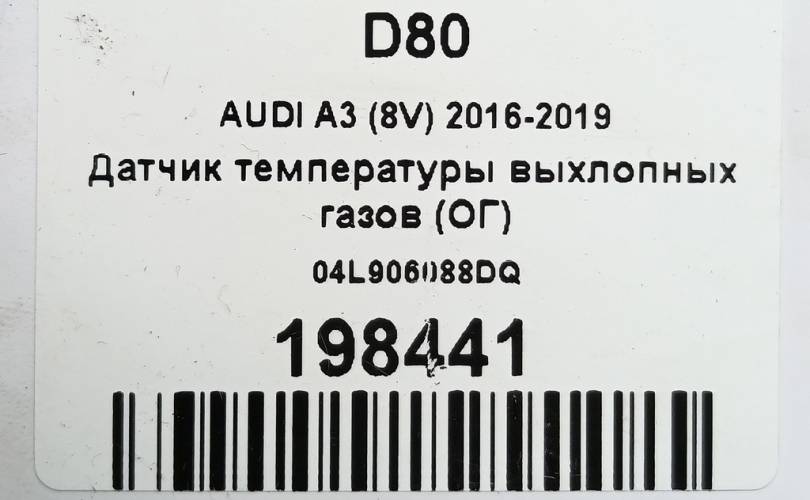 D80
AUDI A3 (8V) 2016-2019
Датчик температуры выхлопных
газов (ОГ)
04L906088DQ
198441